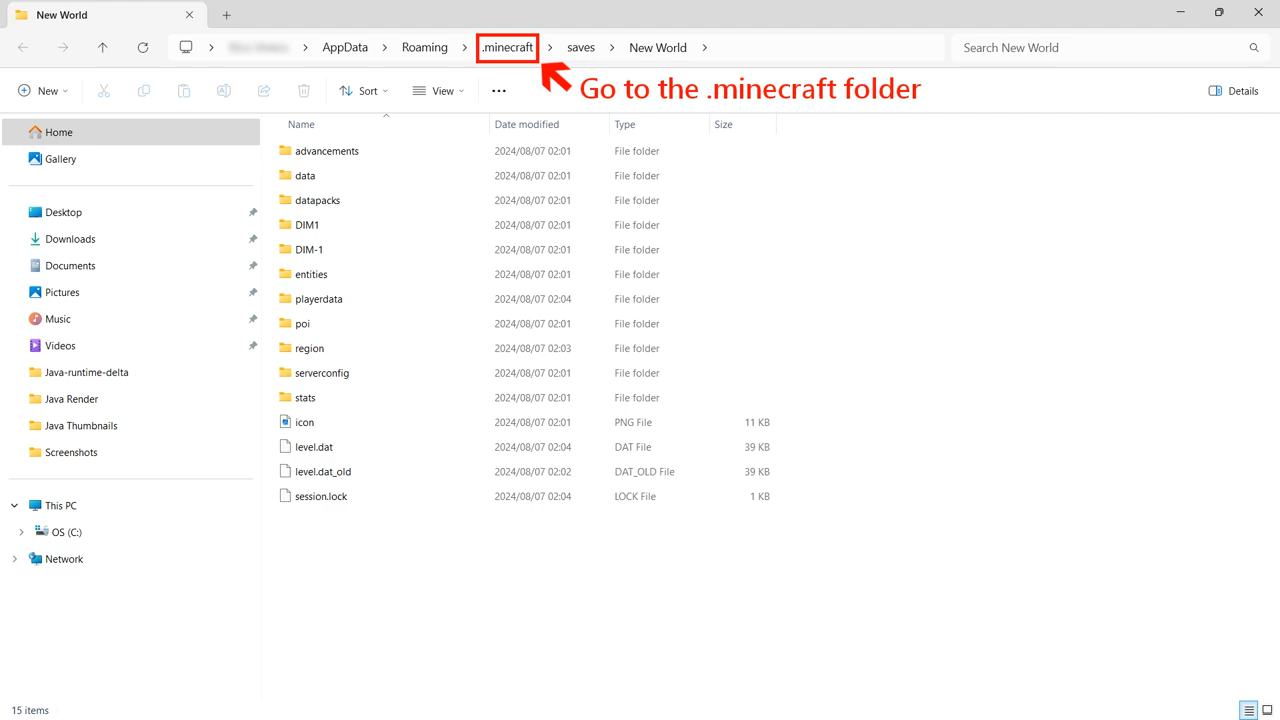 New World
AppData
Roaming
.minecraft
saves
New World
Search New World
New
Sort
View
Details
Go to the .minecraft folder
Name
Date modified
Type
Size
Home
Gallery
Desktop
Downloads
Documents
Pictures
Music
Videos
Java-runtime-delta
Java Render
Java Thumbnails
Screenshots
This PC
OS (C:)
Network
advancements 2024/08/07 02:01 File folder
data 2024/08/07 02:01 File folder
datapacks 2024/08/07 02:01 File folder
DIM1 2024/08/07 02:01 File folder
DIM-1 2024/08/07 02:01 File folder
entities 2024/08/07 02:01 File folder
playerdata 2024/08/07 02:04 File folder
poi 2024/08/07 02:01 File folder
region 2024/08/07 02:03 File folder
serverconfig 2024/08/07 02:01 File folder
stats 2024/08/07 02:01 File folder
icon 2024/08/07 02:01 PNG File 11 KB
level.dat 2024/08/07 02:04 DAT File 39 KB
level.dat_old 2024/08/07 02:02 DAT_OLD File 39 KB
session.lock 2024/08/07 02:04 LOCK File 1 KB
15 items